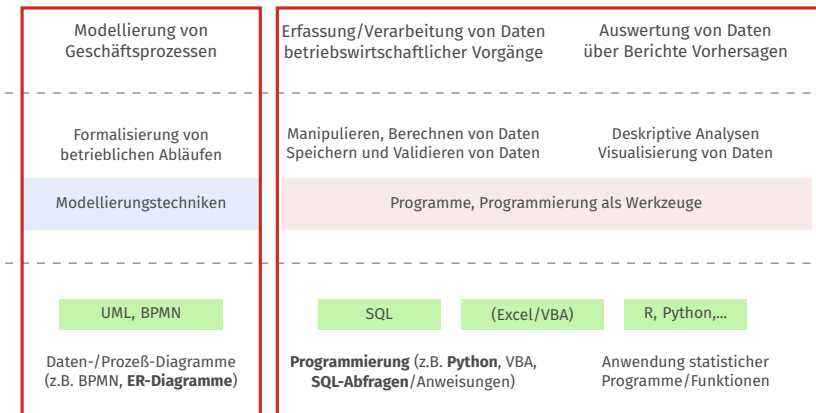 Modellierung von
Geschäftsprozessen
Erfassung/Verarbeitung von Daten
betriebswirtschaftlicher Vorgänge
Auswertung von Daten
über Berichte Vorhersagen
Formalisierung von
betrieblichen Abläufen
Manipulieren, Berechnen von Daten
Speichern und Validieren von Daten
Deskriptive Analysen
Visualisierung von Daten
Modellierungstechniken
Programme, Programmierung als Werkzeuge
UML, BPMN
SQL
(Excel/VBA)
R, Python,...
Daten-/Prozeß-Diagramme
(z.B. BPMN, ER-Diagramme)
Programmierung (z.B. Python, VBA,
SQL-Abfragen/Anweisungen)
Anwendung statistischer
Programme/Funktionen